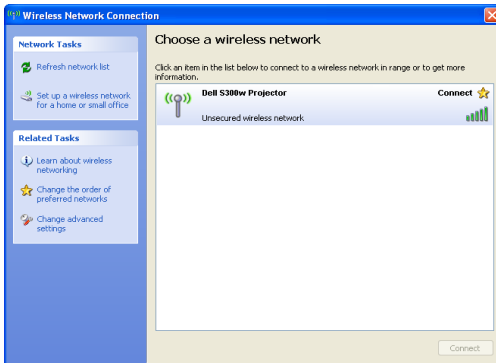 Wireless Network Connection
Network Tasks
Refresh network list
Set up a wireless network
for a home or small office
Related Tasks
Learn about wireless
networking
Change the order of
preferred networks
Change advanced
settings
Choose a wireless network
Click an item in the list below to connect to a wireless network in range or to get more
information.
Dell S300w Projector
Connect
Unsecured wireless network
Connect